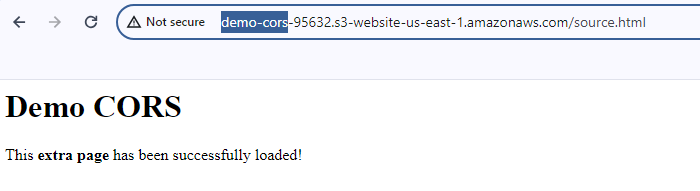 Not secure demo-cors-95632.s3-website-us-east-1.amazonaws.com/source.html
Demo CORS
This extra page has been successfully loaded!